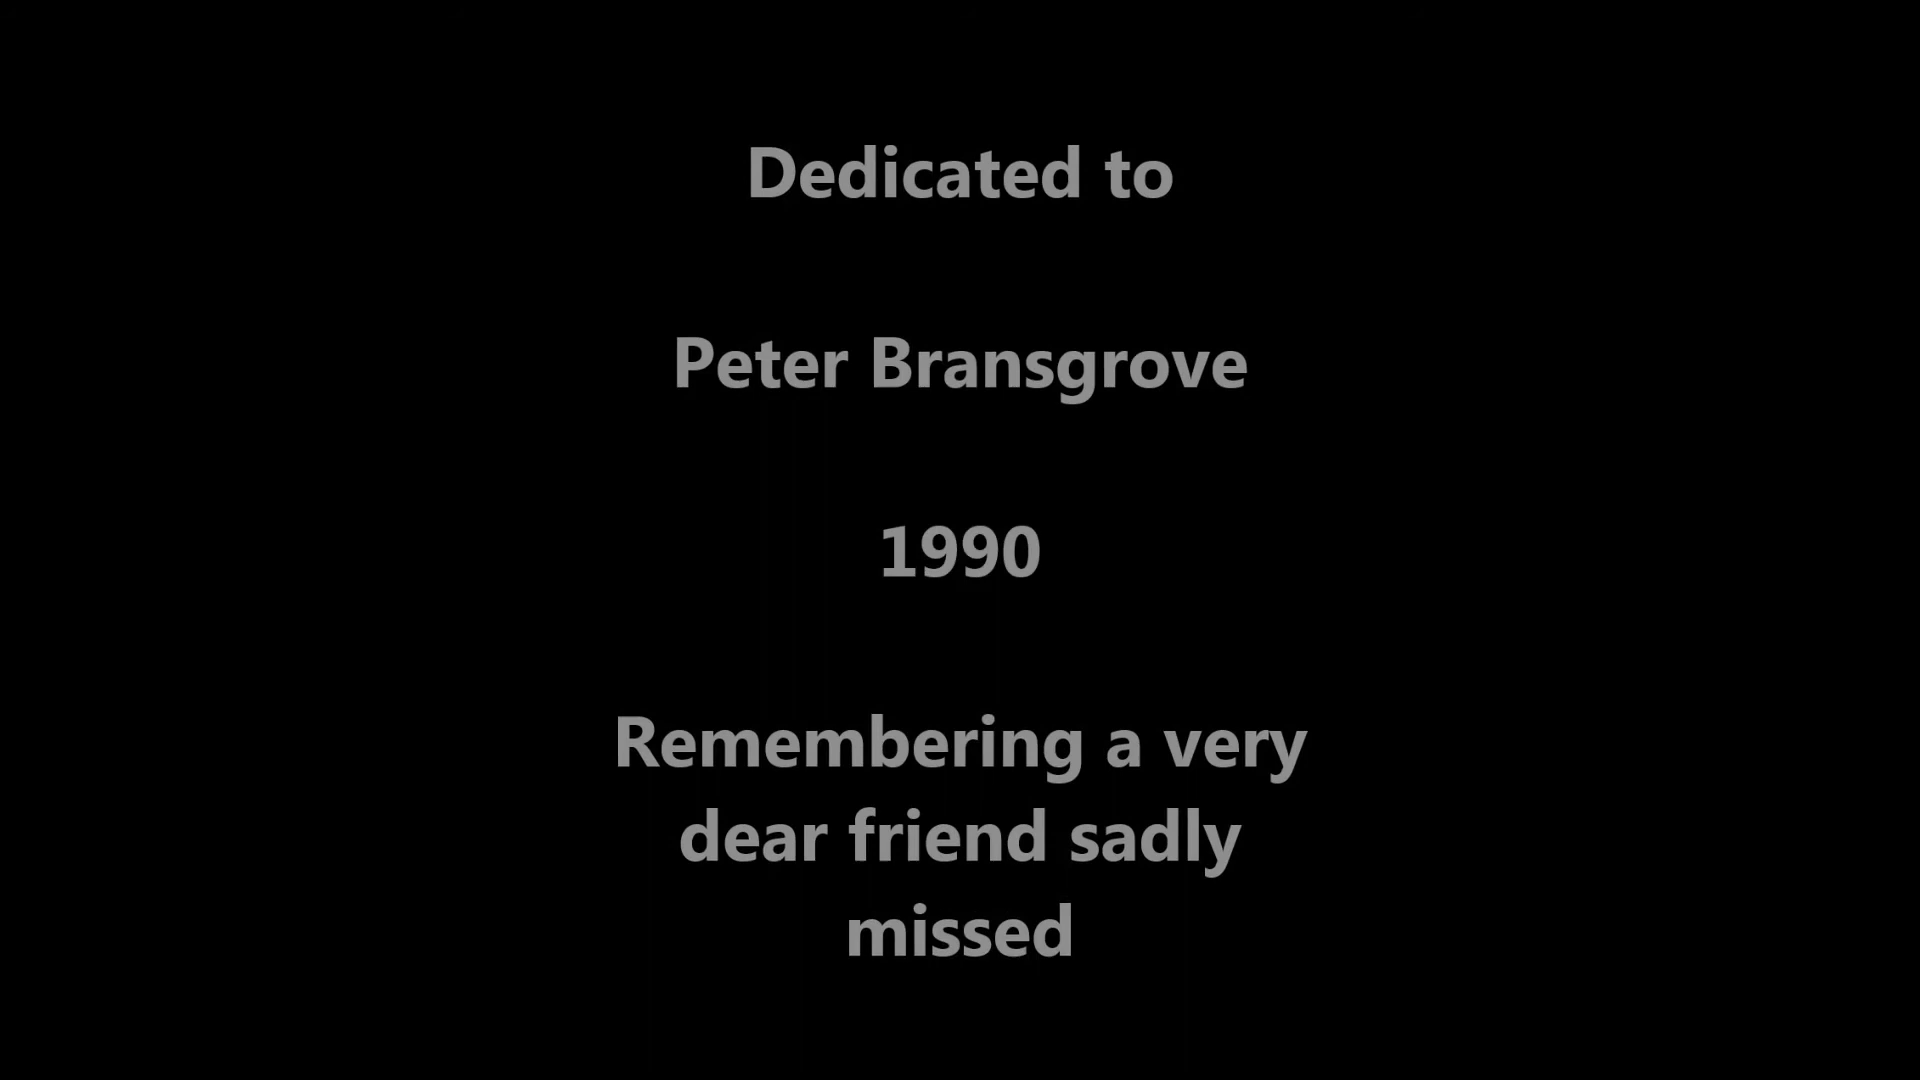 Dedicated to
Peter Bransgrove
1990
Remembering a very
dear friend sadly
missed